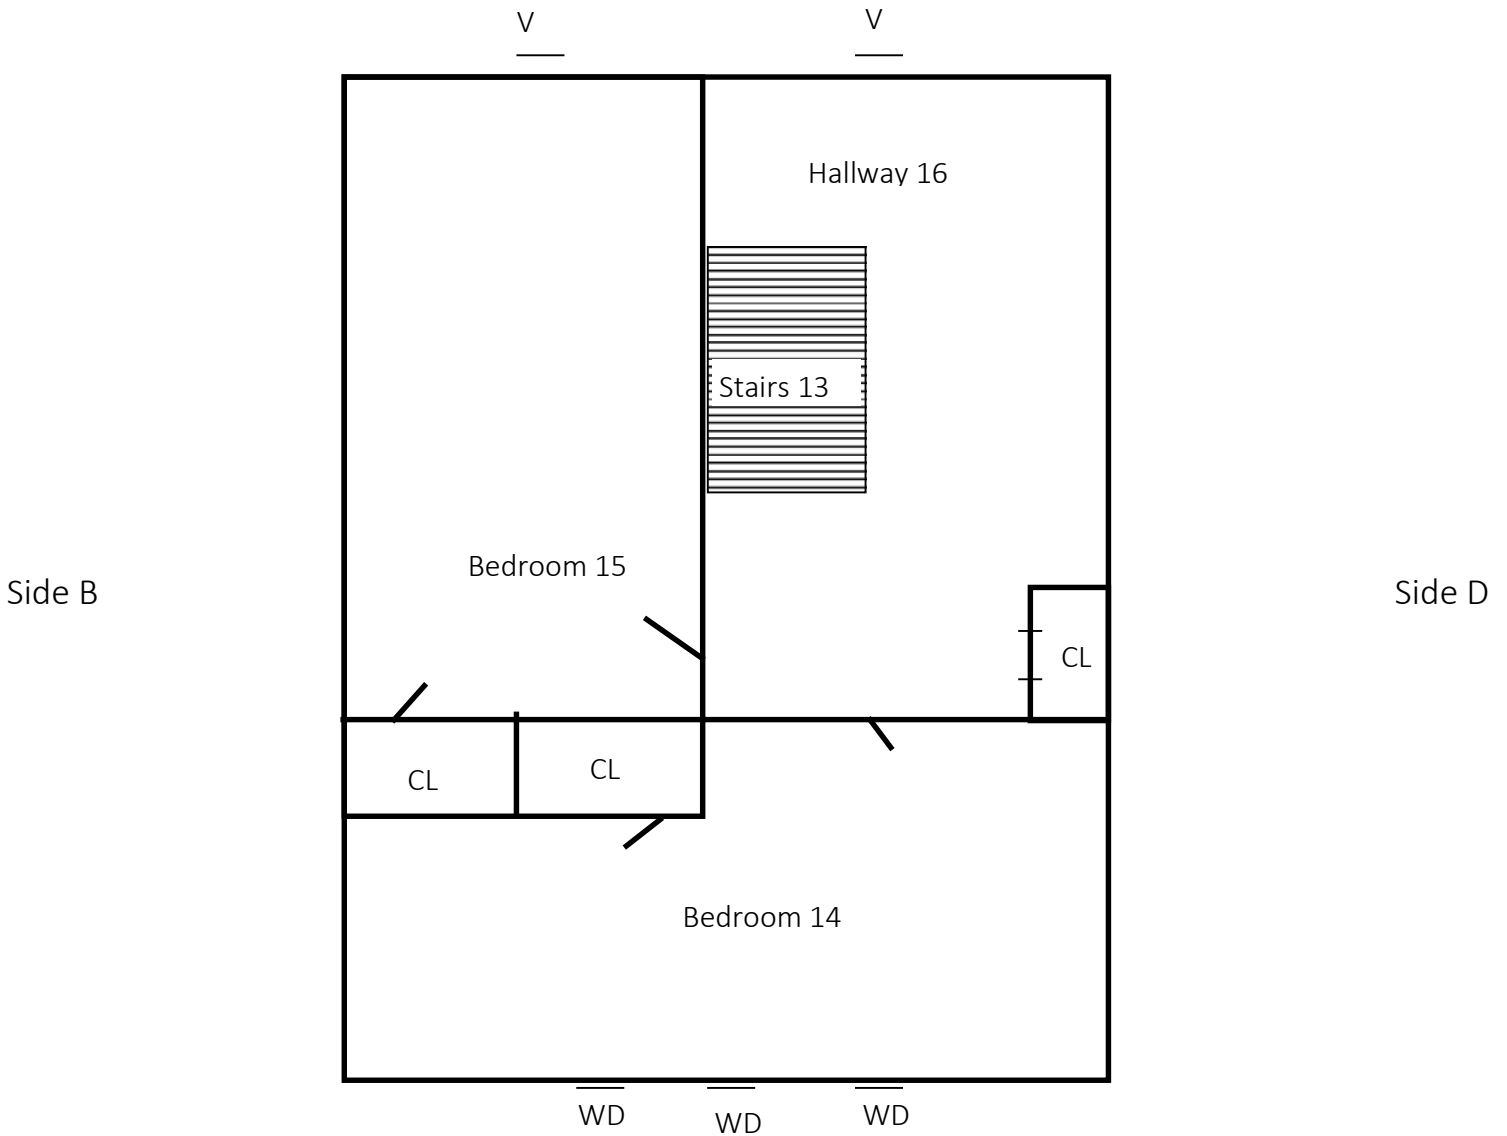 V
V
Hallway 16
Stairs 13
Bedroom 15
Side B
Side D
CL
CL
CL
Bedroom 14
WD
WD
WD